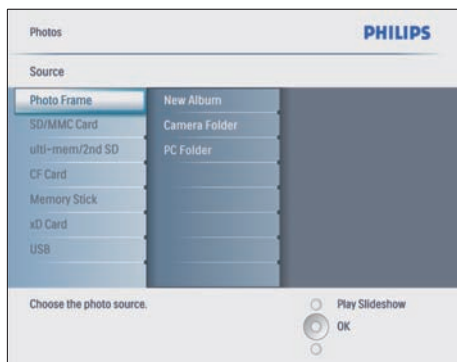 Photos
PHILIPS
Source
Photo Frame
New Album
SD/MMC Card
Camera Folder
ulti-mem/2nd SD
PC Folder
CF Card
Memory Stick
xD Card
USB
Choose the photo source.
Play Slideshow
OK